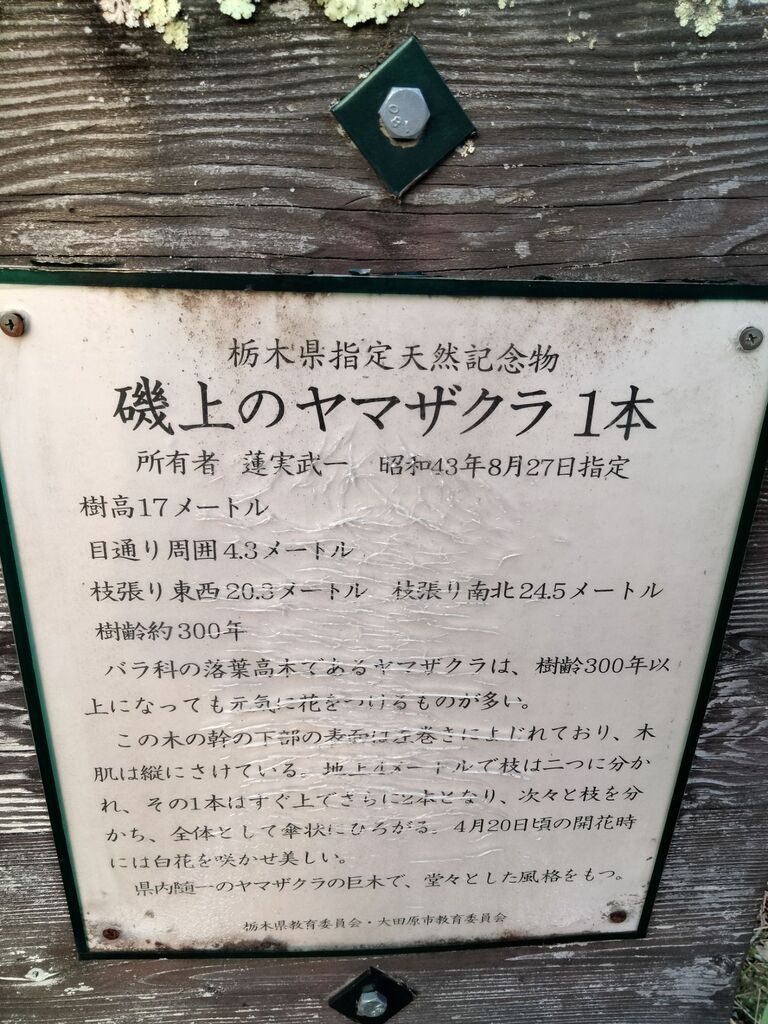 081
栃木県指定天然記念物
磯上のヤマザクラ1本
所有者 蓮実武一 昭和43年8月27日指定
樹高17メートル
目通り周囲4.3メートル
枝張り東西20.3メートル 枝張り南北24.5メートル
樹齢約300年
バラ科の落葉高木であるヤマザクラは、樹齢300年以
上になっても元気に花をつけるものが多い。
この木の幹の下部の表面は左巻きによじれており、木
肌は縦にさけている。地上4メートルで枝は二つに分か
れ、その1本はすぐ上でさらに2本となり、次々と枝を分
かち、全体として傘状にひろがる。4月20日頃の開花時
には白花を咲かせ美しい。
県内随一のヤマザクラの巨木で、堂々とした風格をもつ。
栃木県教育委員会・大田原市教育委員会